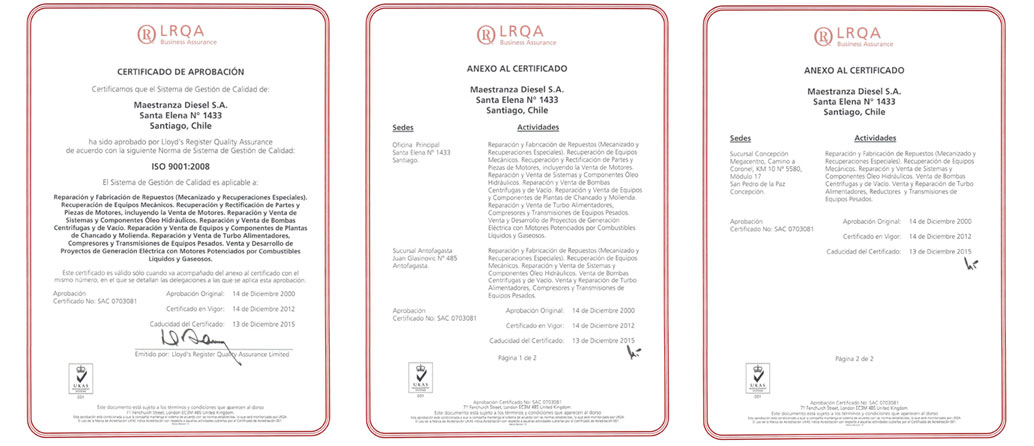 LRQA
Business Assurance
CERTIFICADO DE APROBACIÓN
Certificamos que el Sistema de Gestión de Calidad de:
Maestranza Diesel S.A.
Santa Elena N° 1433
Santiago, Chile
ha sido aprobado por Lloyd's Register Quality Assurance
de acuerdo con la siguiente Norma de Sistema de Gestión de Calidad:
ISO 9001:2008
El Sistema de Gestión de Calidad es aplicable a:
Reparación y Fabricación de Repuestos (Mecanizado y Recuperaciones Especiales).
Recuperación de Equipos Mecánicos. Recuperación y Rectificación de Partes y
Piezas de Motores, incluyendo la Venta de Motores. Reparación y Venta de
Sistemas y Componentes Óleo Hidráulicos. Reparación y Venta de Bombas
Centrifugas y de Vacío. Reparación y Venta de Equipos y Componentes de Plantas
de Chancado y Molienda. Reparación y Venta de Turbo Alimentadores,
Compresores y Transmisiones de Equipos Pesados. Venta y Desarrollo de
Proyectos de Generación Eléctrica con Motores Potenciados por Combustibles
Líquidos y Gaseosos.
Este certificado es válido sólo cuando va acompañado del anexo al certificado con el
mismo número, en el que se detallan las delegaciones a las que se aplica esta aprobación.
Aprobación
Certificado No: SAC 0703081
Aprobación Original: 14 de Diciembre 2000
Certificado en Vigor: 14 de Diciembre 2012
Caducidad del Certificado: 13 de Diciembre 2015
Emitido por: Lloyd's Register Quality Assurance Limited
UKAS
001
Este documento está sujeto a los términos y condiciones que aparecen al dorso
71 Fenchurch Street, London EC3M 4BS United Kingdom
LRQA
Business Assurance
ANEXO AL CERTIFICADO
Maestranza Diesel S.A.
Santa Elena N° 1433
Santiago, Chile
Sedes Actividades
Oficina Principal
Santa Elena N° 1433
Santiago.
Reparación y Fabricación de Repuestos (Mecanizado y
Recuperaciones Especiales). Recuperación de Equipos
Mecánicos. Recuperación y Rectificación de Partes y
Piezas de Motores, incluyendo la Venta de Motores.
Reparación y Venta de Sistemas y Componentes Óleo
Hidráulicos. Reparación y Venta de Bombas
Centrifugas y de Vacío. Reparación y Venta de Equipos
y Componentes de Plantas de Chancado y Molienda.
Reparación y Venta de Turbo Alimentadores,
Compresores y Transmisiones de Equipos Pesados.
Venta y Desarrollo de Proyectos de Generación
Eléctrica con Motores Potenciados por Combustibles
Líquidos y Gaseosos.
Sucursal Antofagasta
Juan Glasinovic N° 485
Antofagasta.
Reparación y Fabricación de Repuestos (Mecanizado y
Recuperaciones Especiales). Recuperación de Equipos
Mecánicos. Reparación y Venta de Sistemas y
Componentes Óleo Hidráulicos. Venta de Bombas
Centrifugas y de Vacío. Venta y Reparación de Turbo
Alimentadores, Compresores y Transmisiones de
Equipos Pesados.
Aprobación
Certificado No: SAC 0703081
Aprobación Original: 14 de Diciembre 2000
Certificado en Vigor: 14 de Diciembre 2012
Caducidad del Certificado: 13 de Diciembre 2015
Página 1 de 2
UKAS
001
Aprobación Certificado No: SAC 0703081
71 Fenchurch Street, London EC3M 4BS United Kingdom
Este documento está sujeto a los términos y condiciones que aparecen al dorso
LRQA
Business Assurance
ANEXO AL CERTIFICADO
Maestranza Diesel S.A.
Santa Elena N° 1433
Santiago, Chile
Sedes Actividades
Sucursal Concepción
Megacentro, Camino a
Coronel, KM 10 N° 5580,
Módulo 17
San Pedro de la Paz
Concepción.
Reparación y Fabricación de Repuestos (Mecanizado y
Recuperaciones Especiales). Recuperación de Equipos
Mecánicos. Reparación y Venta de Sistemas y
Componentes Óleo Hidráulicos. Venta de Bombas
Centrifugas y de Vacío. Venta y Reparación de Turbo
Alimentadores, Reductores y Transmisiones de
Equipos Pesados.
Aprobación
Certificado No: SAC 0703081
Aprobación Original: 14 de Diciembre 2000
Certificado en Vigor: 14 de Diciembre 2012
Caducidad del Certificado: 13 de Diciembre 2015
Página 2 de 2
UKAS
001
Aprobación Certificado No: SAC 0703081
71 Fenchurch Street, London EC3M 4BS United Kingdom
Este documento está sujeto a los términos y condiciones que aparecen al dorso